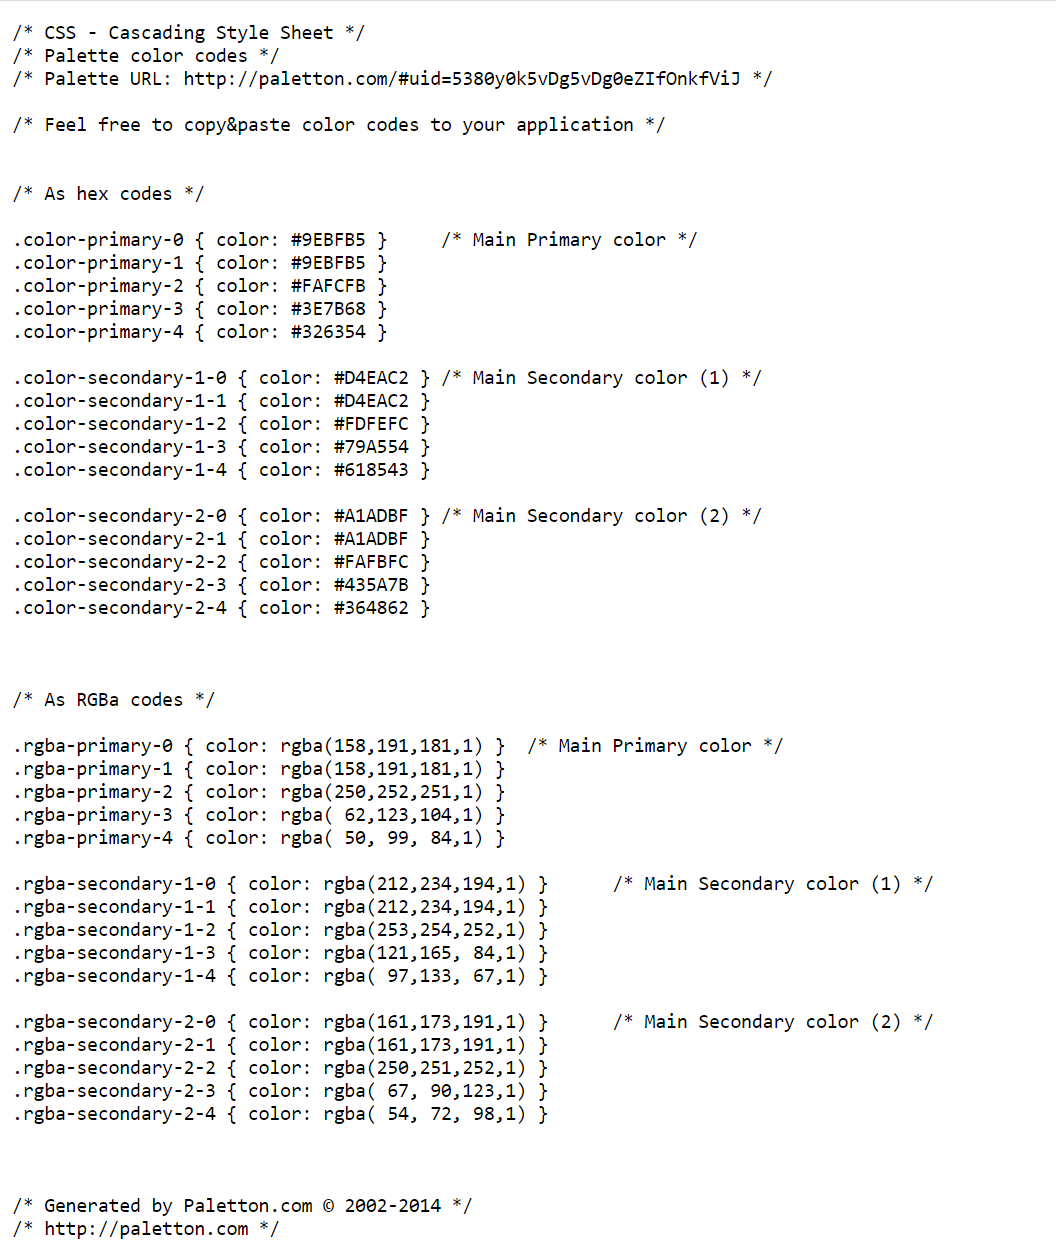 /* CSS - Cascading Style Sheet */
/* Palette color codes */
/* Palette URL: http://paletton.com/#uid=5380y0k5vDg5vDg0eZIfOnkfViJ */
/* Feel free to copy&paste color codes to your application */
/* As hex codes */
.color-primary-0 { color: #9EBFB5 }	/* Main Primary color */
.color-primary-1 { color: #9EBFB5 }
.color-primary-2 { color: #FAFCFB }
.color-primary-3 { color: #3E7B68 }
.color-primary-4 { color: #326354 }
.color-secondary-1-0 { color: #D4EAC2 }	/* Main Secondary color (1) */
.color-secondary-1-1 { color: #D4EAC2 }
.color-secondary-1-2 { color: #FDFEFC }
.color-secondary-1-3 { color: #79A554 }
.color-secondary-1-4 { color: #618543 }
.color-secondary-2-0 { color: #A1ADBF }	/* Main Secondary color (2) */
.color-secondary-2-1 { color: #A1ADBF }
.color-secondary-2-2 { color: #FAFBFC }
.color-secondary-2-3 { color: #435A7B }
.color-secondary-2-4 { color: #364862 }
/* As RGBa codes */
.rgba-primary-0 { color: rgba(158,191,181,1) }	/* Main Primary color */
.rgba-primary-1 { color: rgba(158,191,181,1) }
.rgba-primary-2 { color: rgba(250,252,251,1) }
.rgba-primary-3 { color: rgba( 62,123,104,1) }
.rgba-primary-4 { color: rgba( 50, 99, 84,1) }
.rgba-secondary-1-0 { color: rgba(212,234,194,1) }	/* Main Secondary color (1) */
.rgba-secondary-1-1 { color: rgba(212,234,194,1) }
.rgba-secondary-1-2 { color: rgba(253,254,252,1) }
.rgba-secondary-1-3 { color: rgba(121,165, 84,1) }
.rgba-secondary-1-4 { color: rgba( 97,133, 67,1) }
.rgba-secondary-2-0 { color: rgba(161,173,191,1) }	/* Main Secondary color (2) */
.rgba-secondary-2-1 { color: rgba(161,173,191,1) }
.rgba-secondary-2-2 { color: rgba(250,251,252,1) }
.rgba-secondary-2-3 { color: rgba( 67, 90,123,1) }
.rgba-secondary-2-4 { color: rgba( 54, 72, 98,1) }
/* Generated by Paletton.com © 2002-2014 */
/* http://paletton.com */